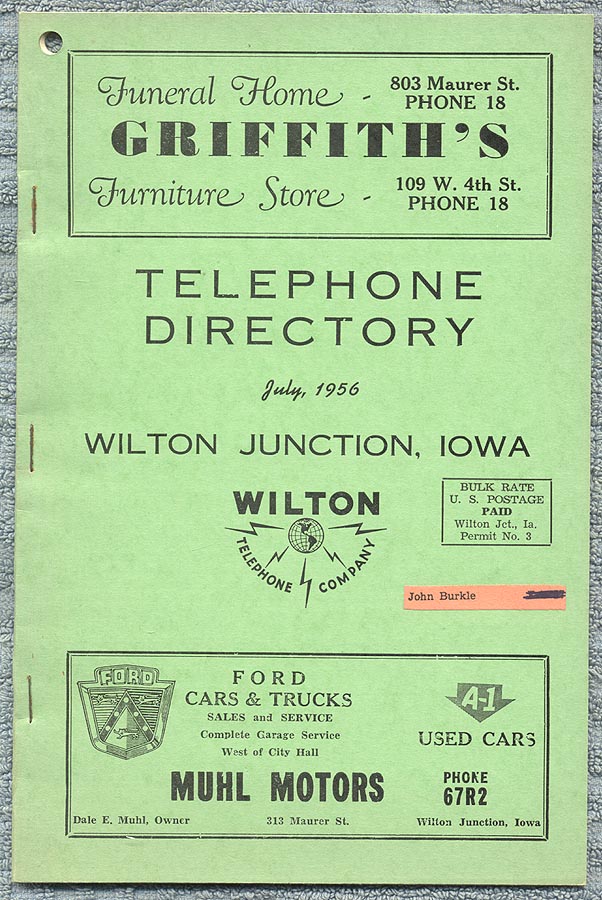 Funeral Home - 803 Maurer St.
PHONE 18
GRIFFITH'S
Furniture Store - 109 W. 4th St.
PHONE 18
TELEPHONE
DIRECTORY
July, 1956
WILTON JUNCTION, IOWA
WILTON
TELEPHONE COMPANY
BULK RATE
U. S. POSTAGE
PAID
Wilton Jct., Ia.
Permit No. 3
John Burkle
FORD
FORD
CARS & TRUCKS
SALES and SERVICE
Complete Garage Service
West of City Hall
A-1
USED CARS
MUHL MOTORS
PHONE
67R2
Dale E. Muhl, Owner 313 Maurer St. Wilton Junction, Iowa